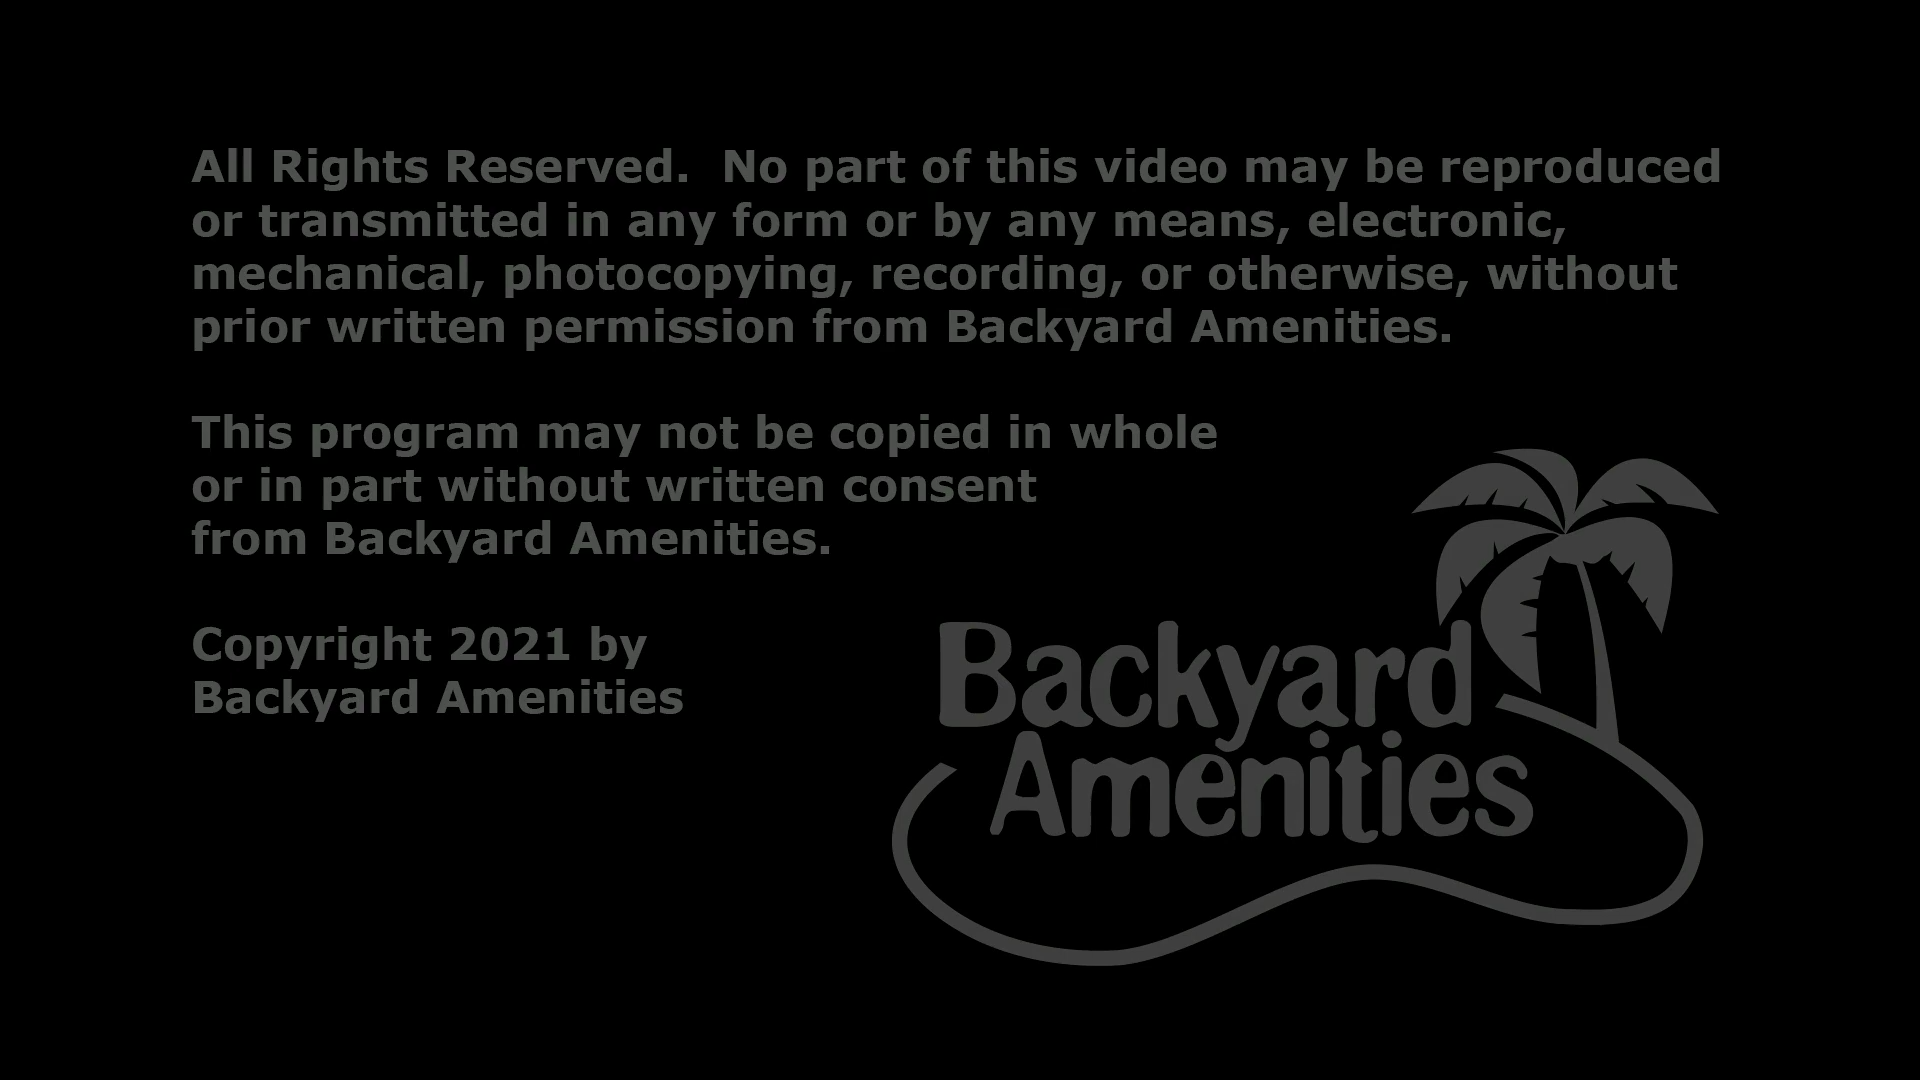 All Rights Reserved.  No part of this video may be reproduced
or transmitted in any form or by any means, electronic,
mechanical, photocopying, recording, or otherwise, without
prior written permission from Backyard Amenities.
This program may not be copied in whole
or in part without written consent
from Backyard Amenities.
Copyright 2021 by
Backyard Amenities
Backyard
Amenities